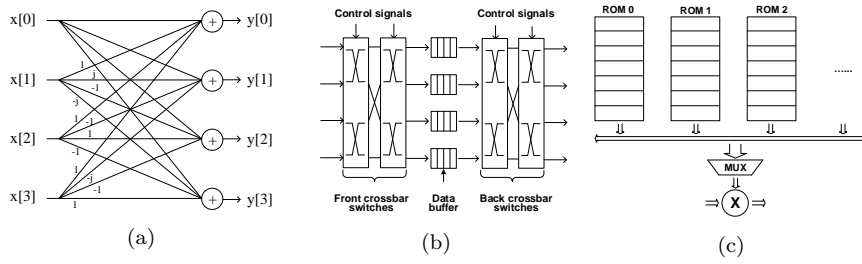 x[0]
x[1]
x[2]
x[3]
1
j
-1
-j
1
-1
1
-1
1
-j
-1
1
+
+
+
+
y[0]
y[1]
y[2]
y[3]
(a)
Control signals Control signals
Front crossbar switches
Data buffer
Back crossbar switches
(b)
ROM 0 ROM 1 ROM 2
......
MUX
X
(c)